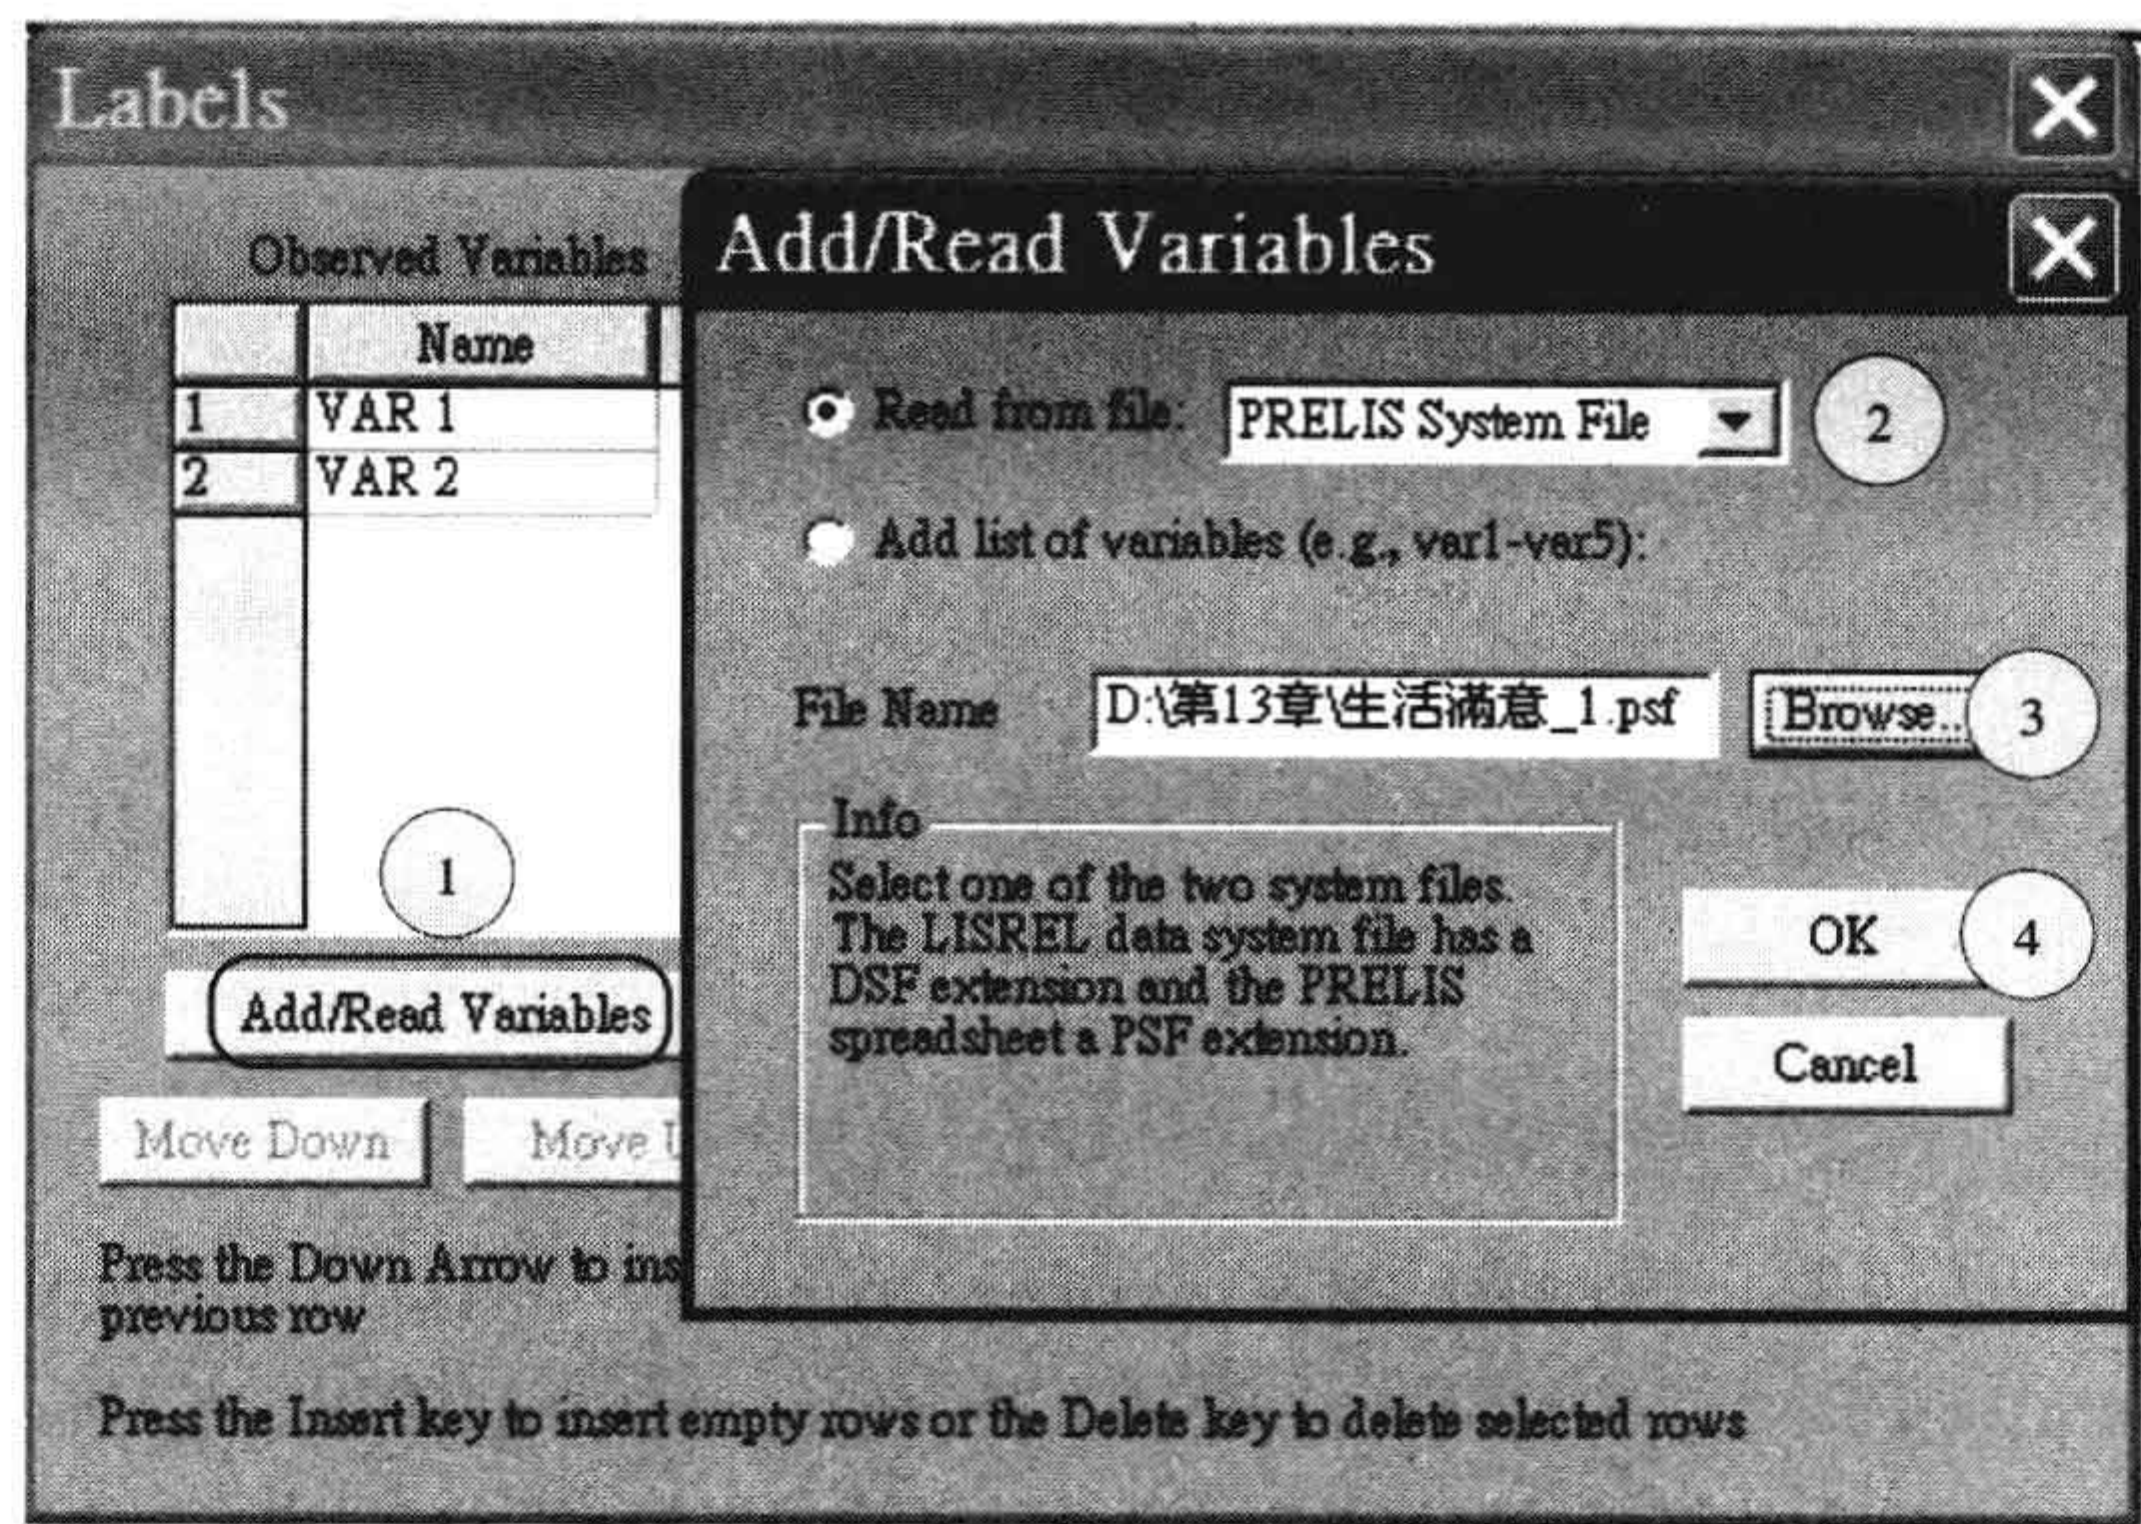 Labels
Observed Variables
Name
1 VAR 1
2 VAR 2
1
Add/Read Variables
Move Down Move
Press the Down Arrow to ins
previous row
Press the Insert key to insert empty rows or the Delete key to delete selected rows
Add/Read Variables
Read from file: PRELIS System File 2
Add list of variables (e.g., var1-var5):
File Name D:\第13章\生活滿意_1.psf Browse.. 3
Info
Select one of the two system files.
The LISREL data system file has a
DSF extension and the PRELIS
spreadsheet a PSF extension.
OK 4
Cancel